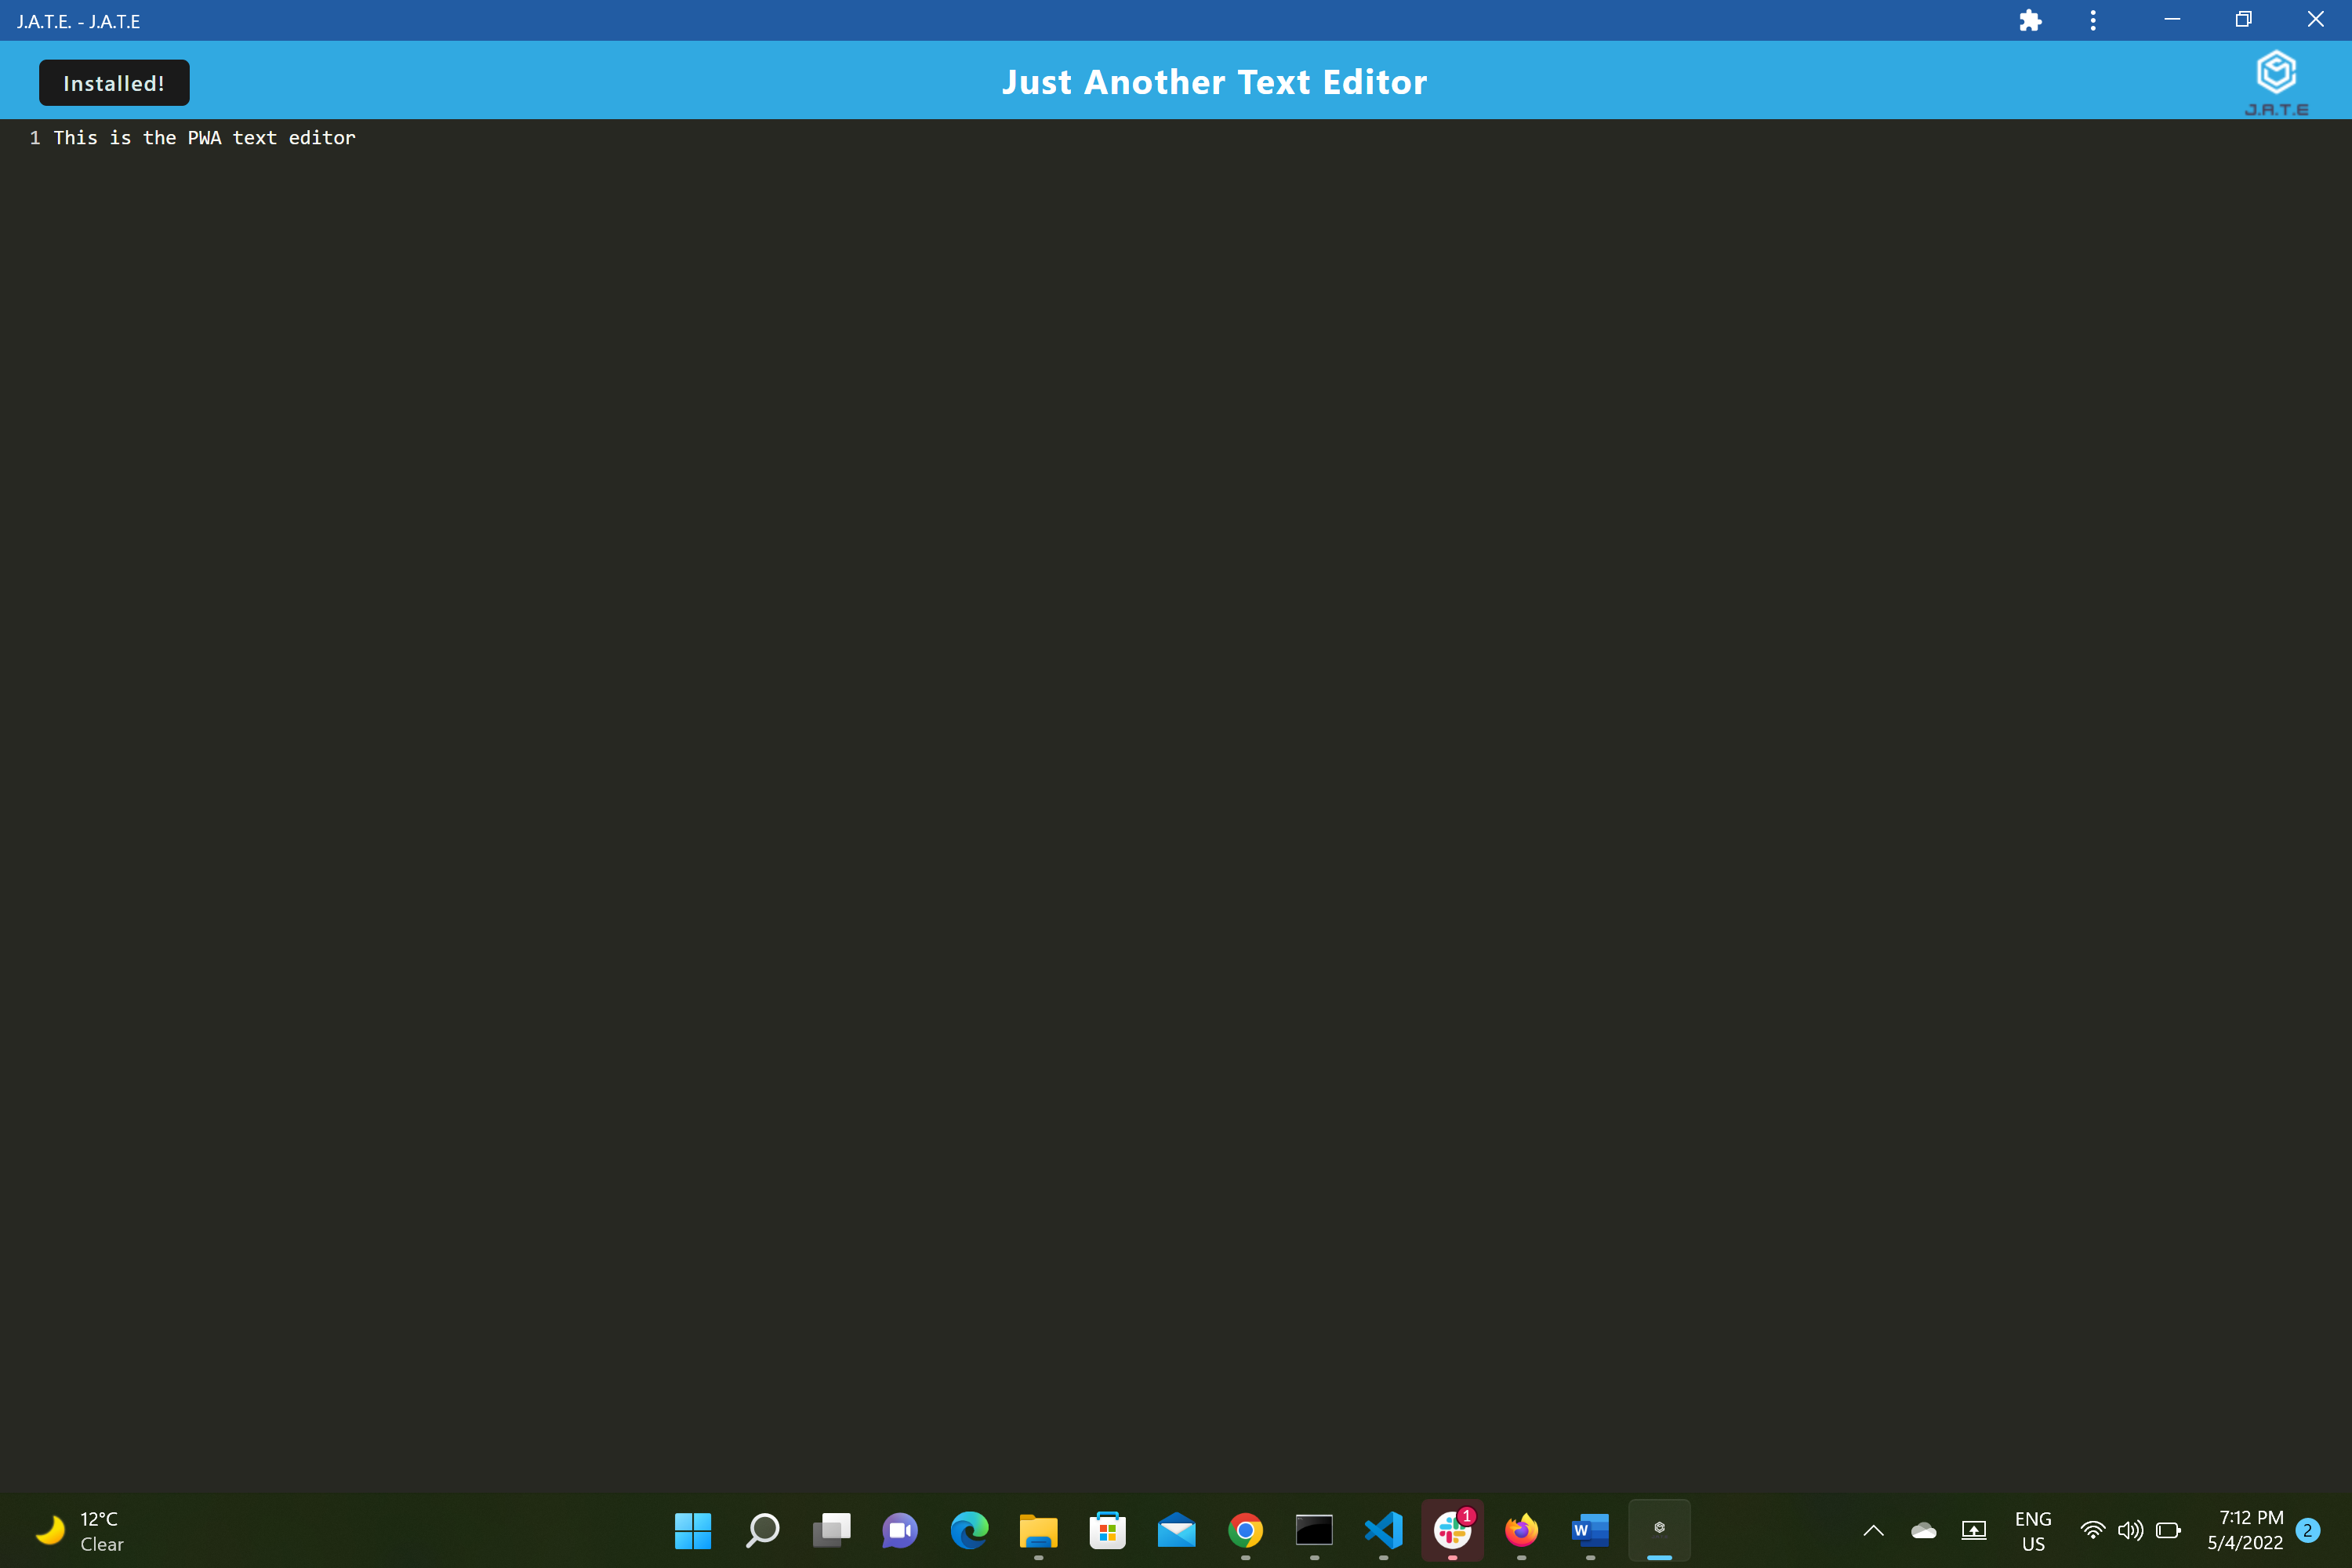 J.A.T.E. - J.A.T.E
Installed!
Just Another Text Editor
J.A.T.E
1 This is the PWA text editor
12°C
Clear
W
1
ENG
US
7:12 PM
5/4/2022
2